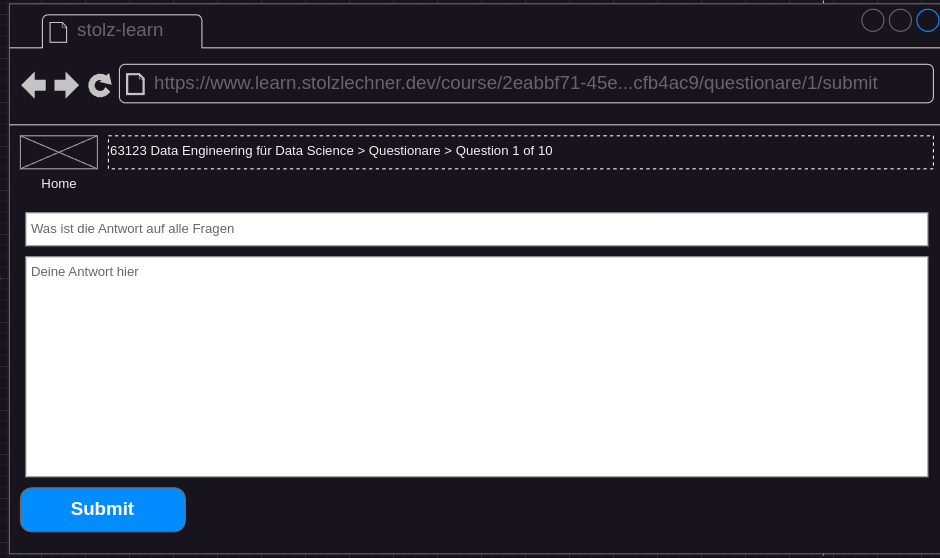 stolz-learn
https://www.learn.stolzlechner.dev/course/2eabbf71-45e...cfb4ac9/questionare/1/submit
63123 Data Engineering für Data Science > Questionare > Question 1 of 10
Home
Was ist die Antwort auf alle Fragen
Deine Antwort hier
Submit